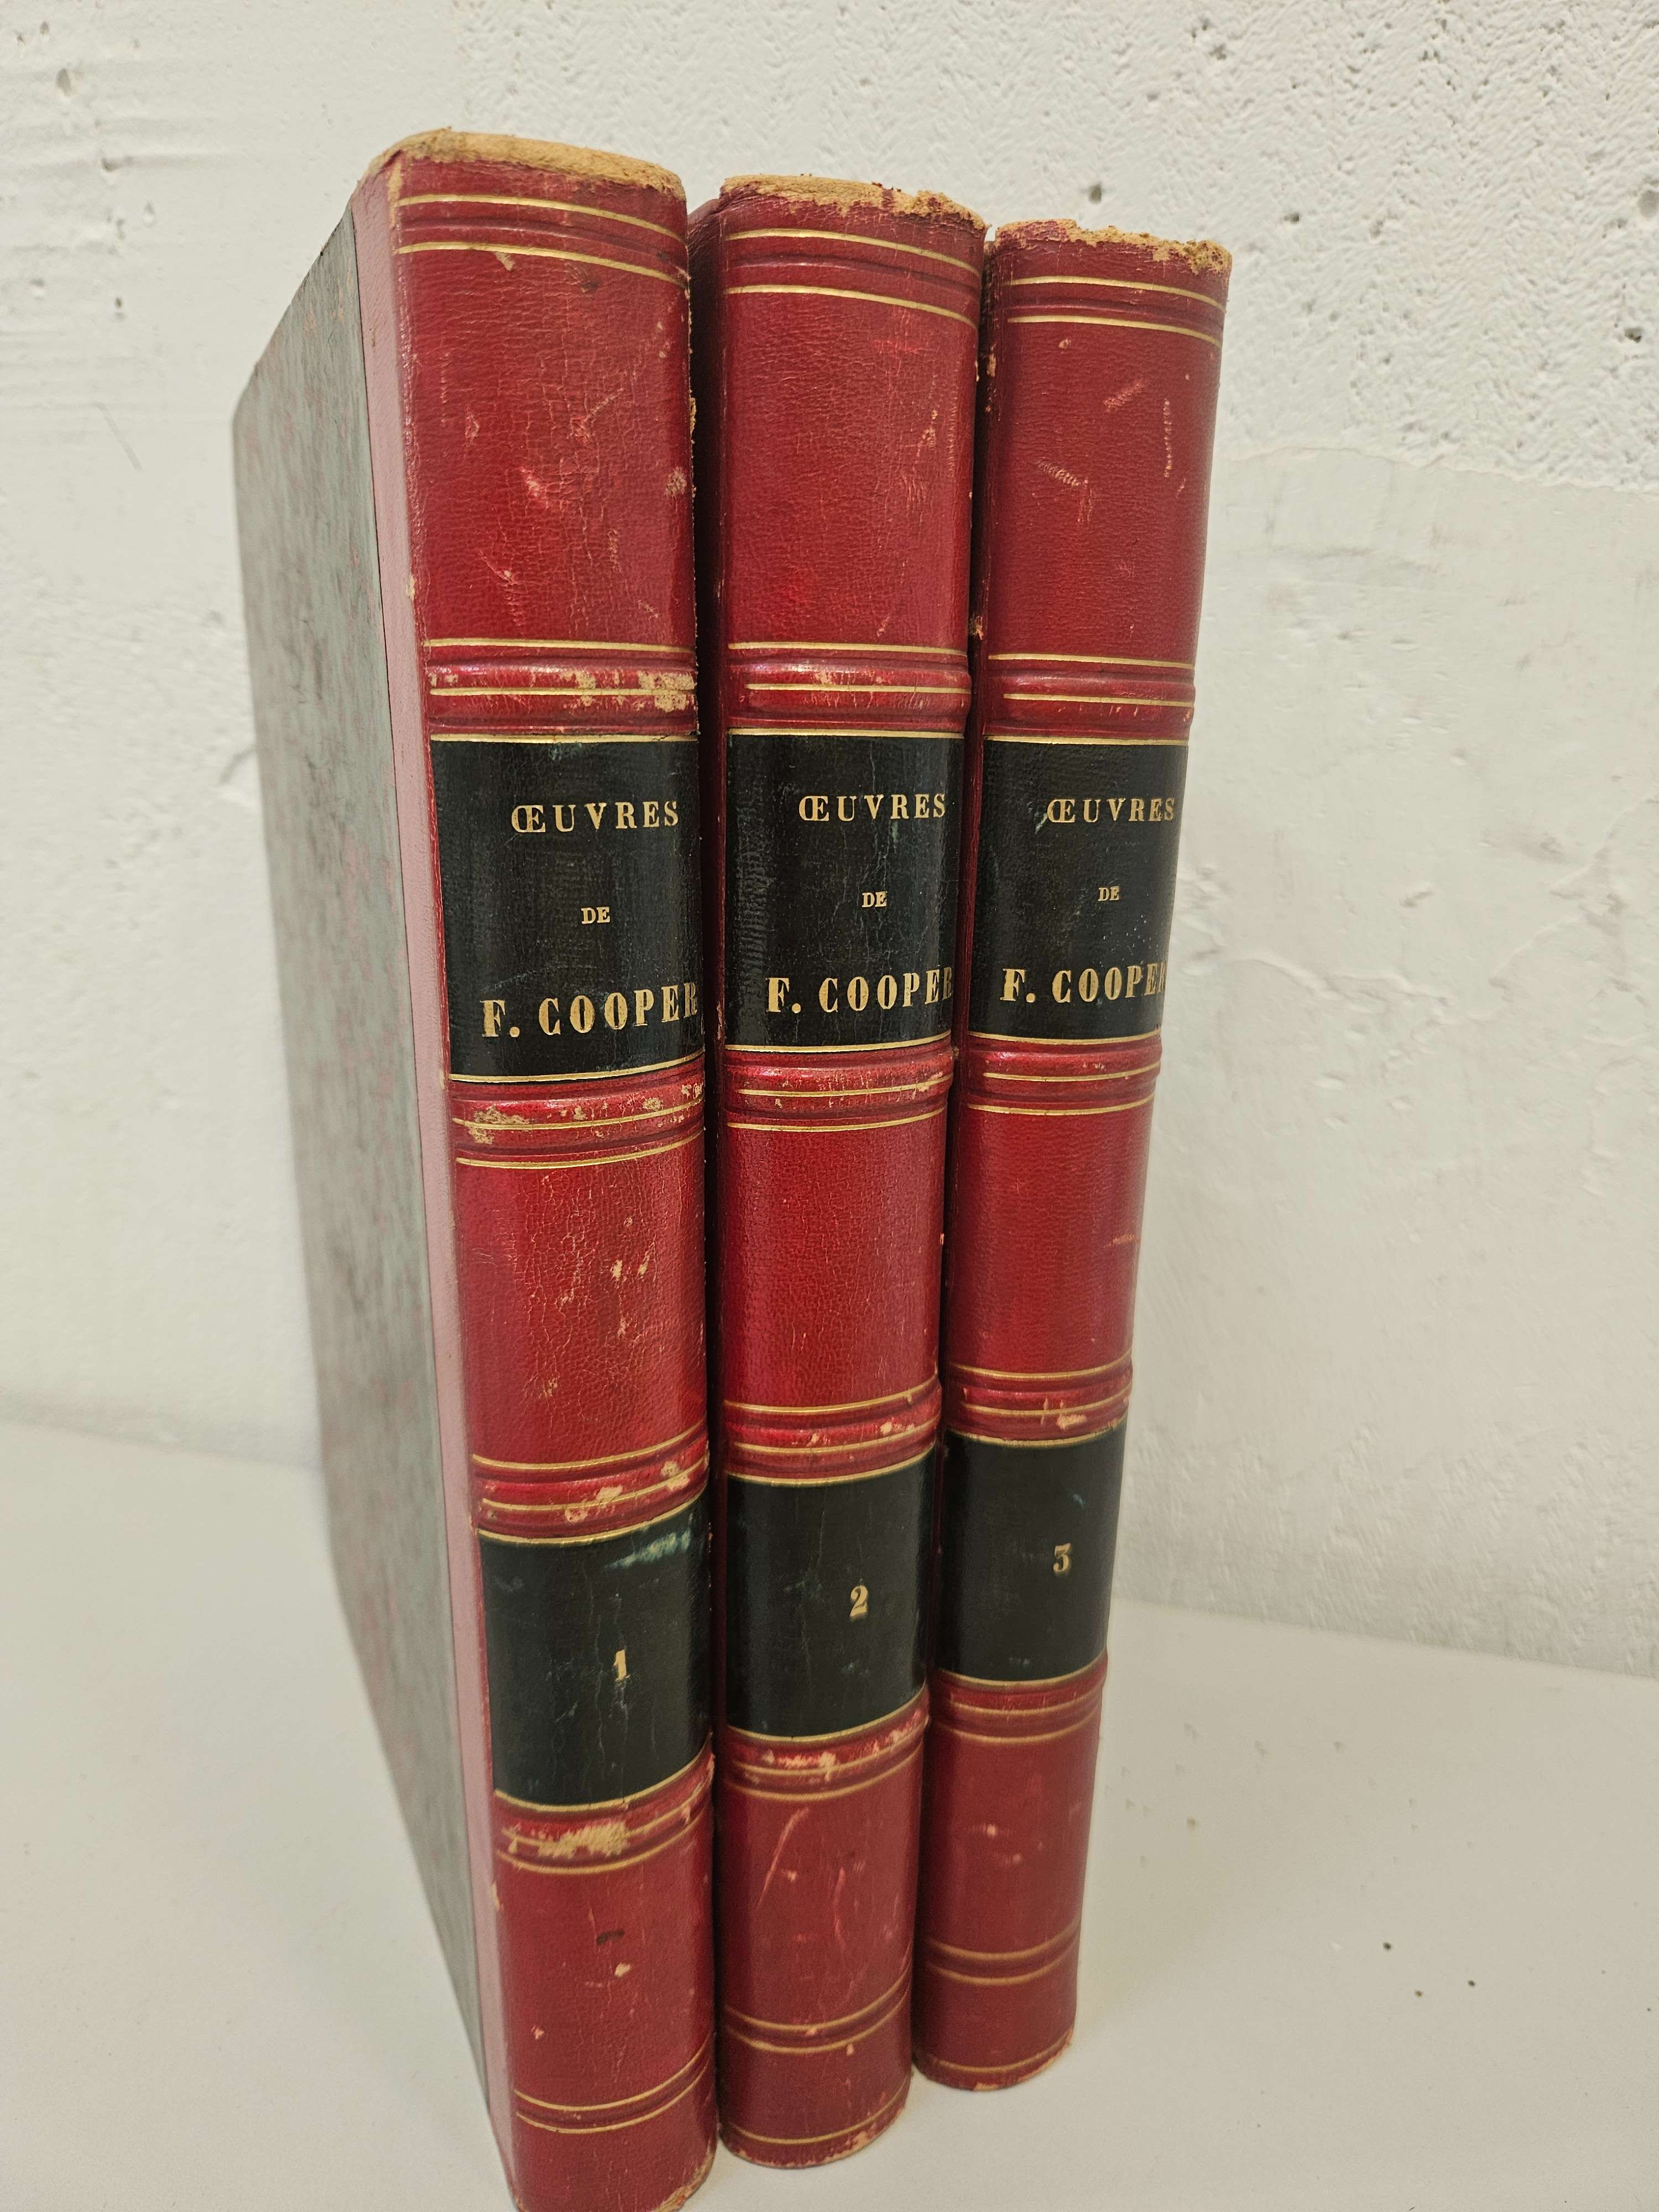 ŒUVRES
DE
F. COOPER
1
ŒUVRES
DE
F. COOPER
2
ŒUVRES
DE
F. COOPER
3